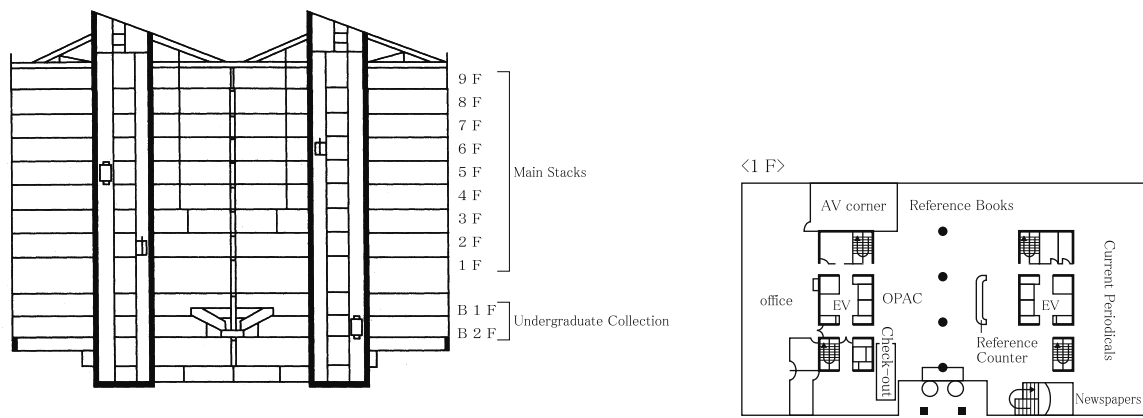 9 F
8 F
7 F
6 F
5 F
4 F
3 F
2 F
1 F
Main Stacks
B 1 F
B 2 F
Undergraduate Collection
<1 F>
AV corner
Reference Books
office
EV
OPAC
EV
Current Periodicals
Check-out
Reference
Counter
Newspapers